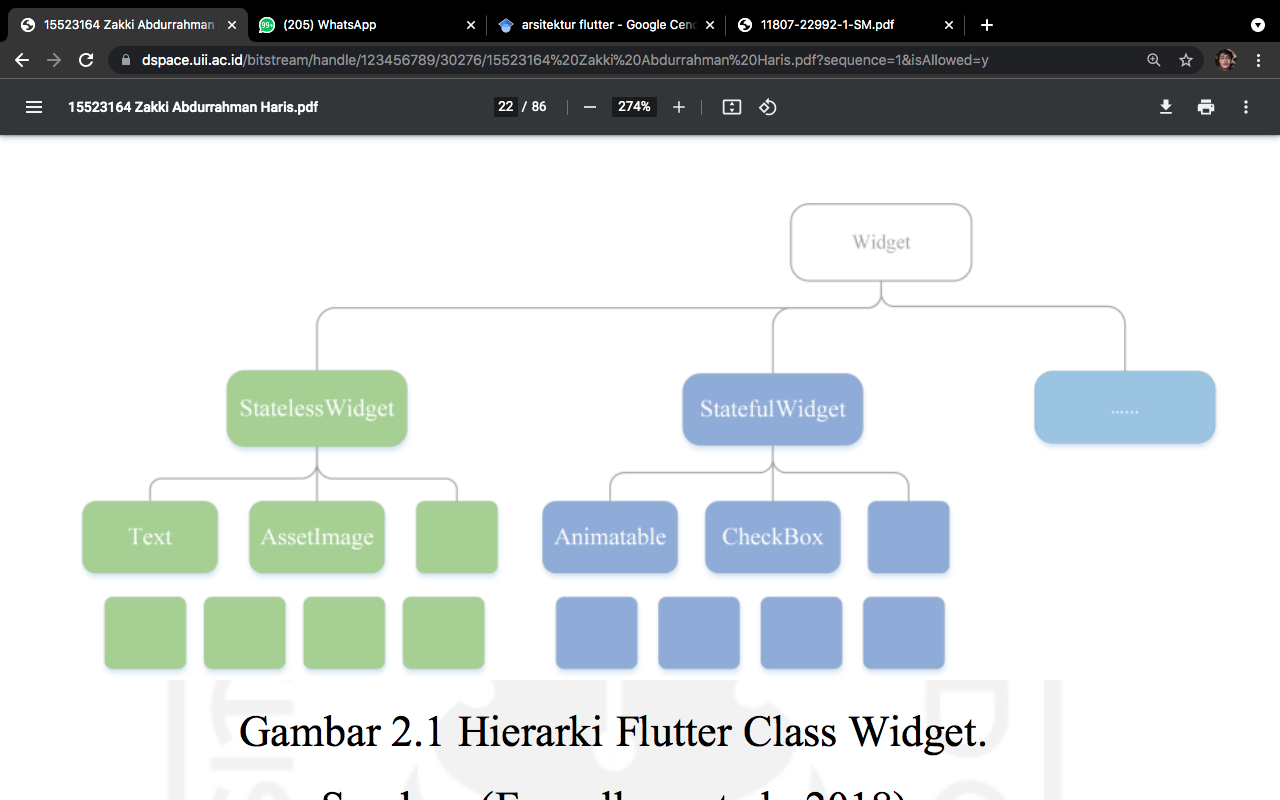 15523164 Zakki Abdurrahman
(205) WhatsApp
arsitektur flutter - Google Cen
11807-22992-1-SM.pdf
dspace.uii.ac.id/bitstream/handle/123456789/30276/15523164%20Zakki%20Abdurrahman%20Haris.pdf?sequence=1&isAllowed=y
15523164 Zakki Abdurrahman Haris.pdf
22 / 86
274%
Widget
StatelessWidget
StatefulWidget
......
Text
AssetImage
Animatable
CheckBox
Gambar 2.1 Hierarki Flutter Class Widget.